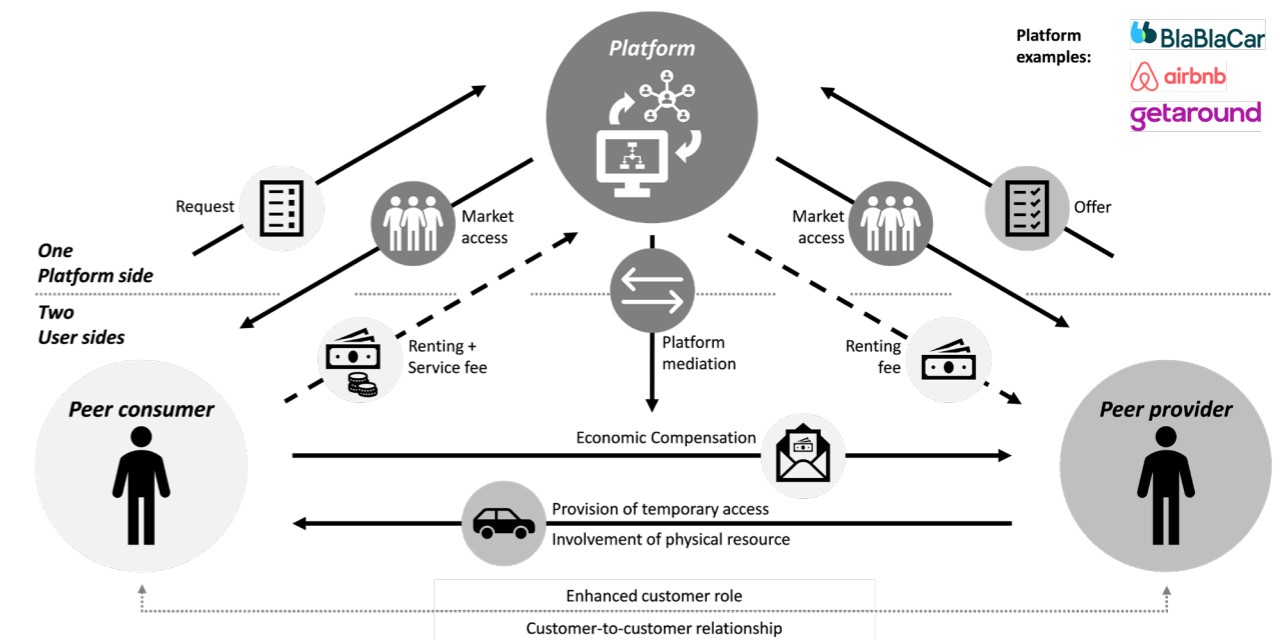 Platform
Platform
examples:
BlaBlaCar
airbnb
getaround
Request
Market
access
Market
access
Offer
One
Platform side
Two
User sides
Renting +
Service fee
Platform
mediation
Renting
fee
Peer consumer
Peer provider
Economic Compensation
Provision of temporary access
Involvement of physical resource
Enhanced customer role
Customer-to-customer relationship